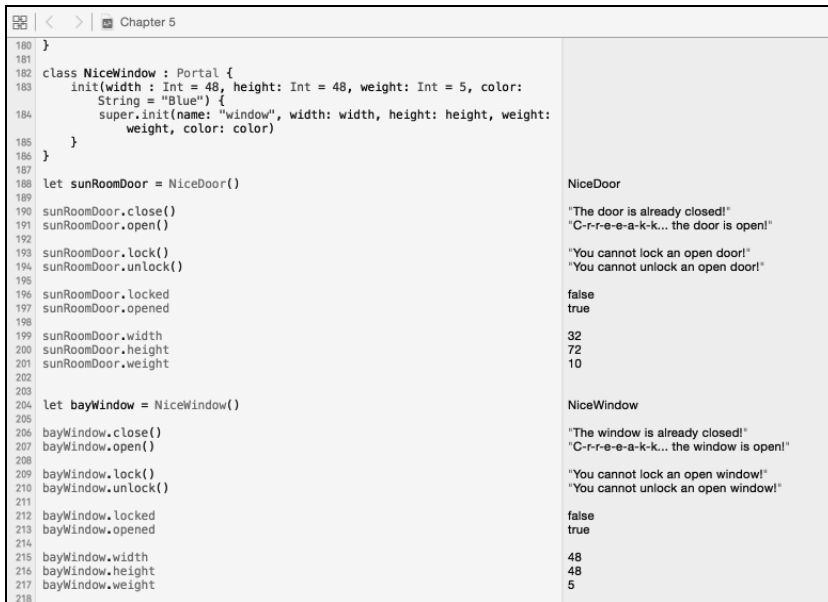 Chapter 5
180 }
181
182 class NiceWindow : Portal {
183 init(width : Int = 48, height: Int = 48, weight: Int = 5, color:
String = "Blue") {
184 super.init(name: "window", width: width, height: height, weight:
weight, color: color)
185 }
186 }
187
188 let sunRoomDoor = NiceDoor() NiceDoor
189
190 sunRoomDoor.close() "The door is already closed!"
191 sunRoomDoor.open() "C-r-r-e-e-a-k-k... the door is open!"
192
193 sunRoomDoor.lock() "You cannot lock an open door!"
194 sunRoomDoor.unlock() "You cannot unlock an open door!"
195
196 sunRoomDoor.locked false
197 sunRoomDoor.opened true
198
199 sunRoomDoor.width 32
200 sunRoomDoor.height 72
201 sunRoomDoor.weight 10
202
203
204 let bayWindow = NiceWindow() NiceWindow
205
206 bayWindow.close() "The window is already closed!"
207 bayWindow.open() "C-r-r-e-e-a-k-k... the window is open!"
208
209 bayWindow.lock() "You cannot lock an open window!"
210 bayWindow.unlock() "You cannot unlock an open window!"
211
212 bayWindow.locked false
213 bayWindow.opened true
214
215 bayWindow.width 48
216 bayWindow.height 48
217 bayWindow.weight 5
218